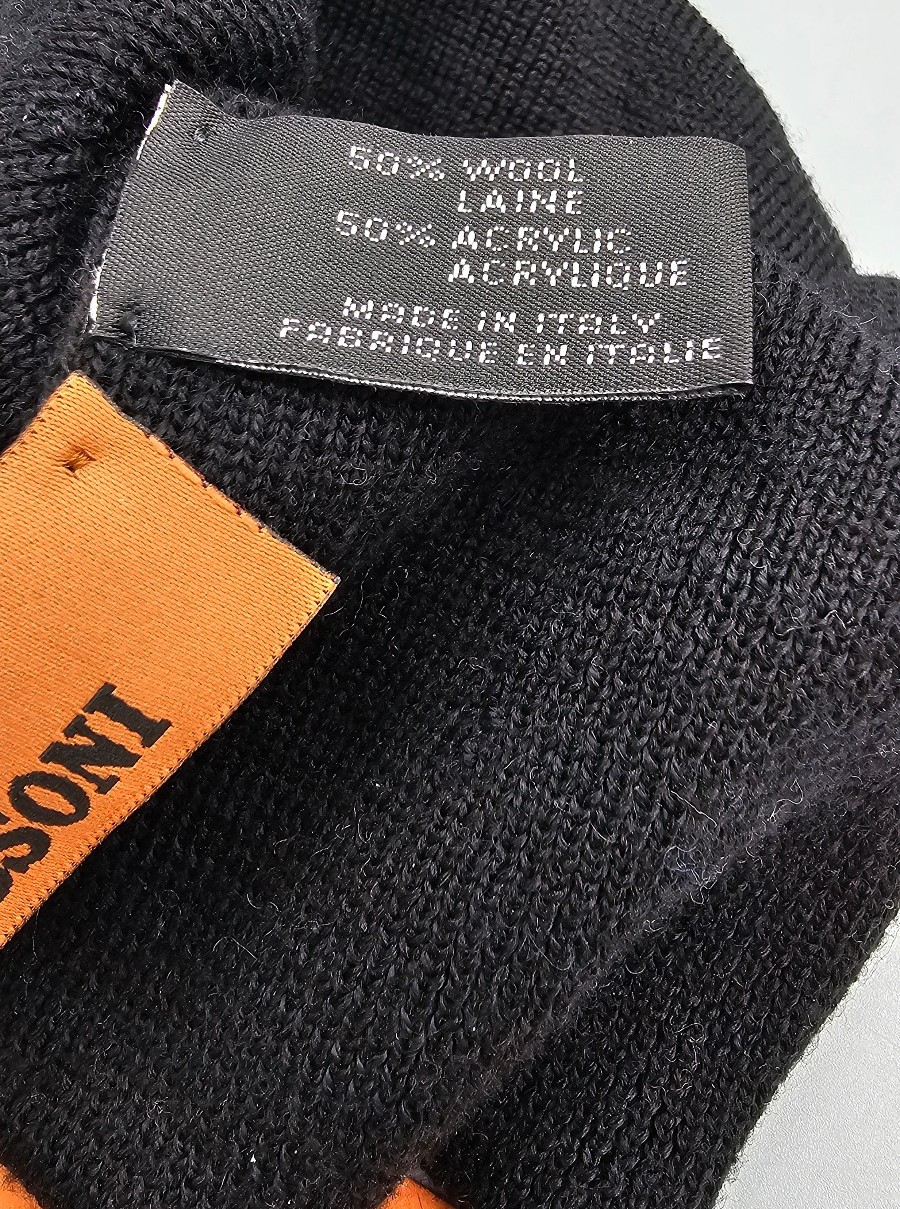 50% WOOL
LAINE
50% ACRYLIC
ACRYLIQUE
MADE IN ITALY
FABRIQUE EN ITALIE
SONI